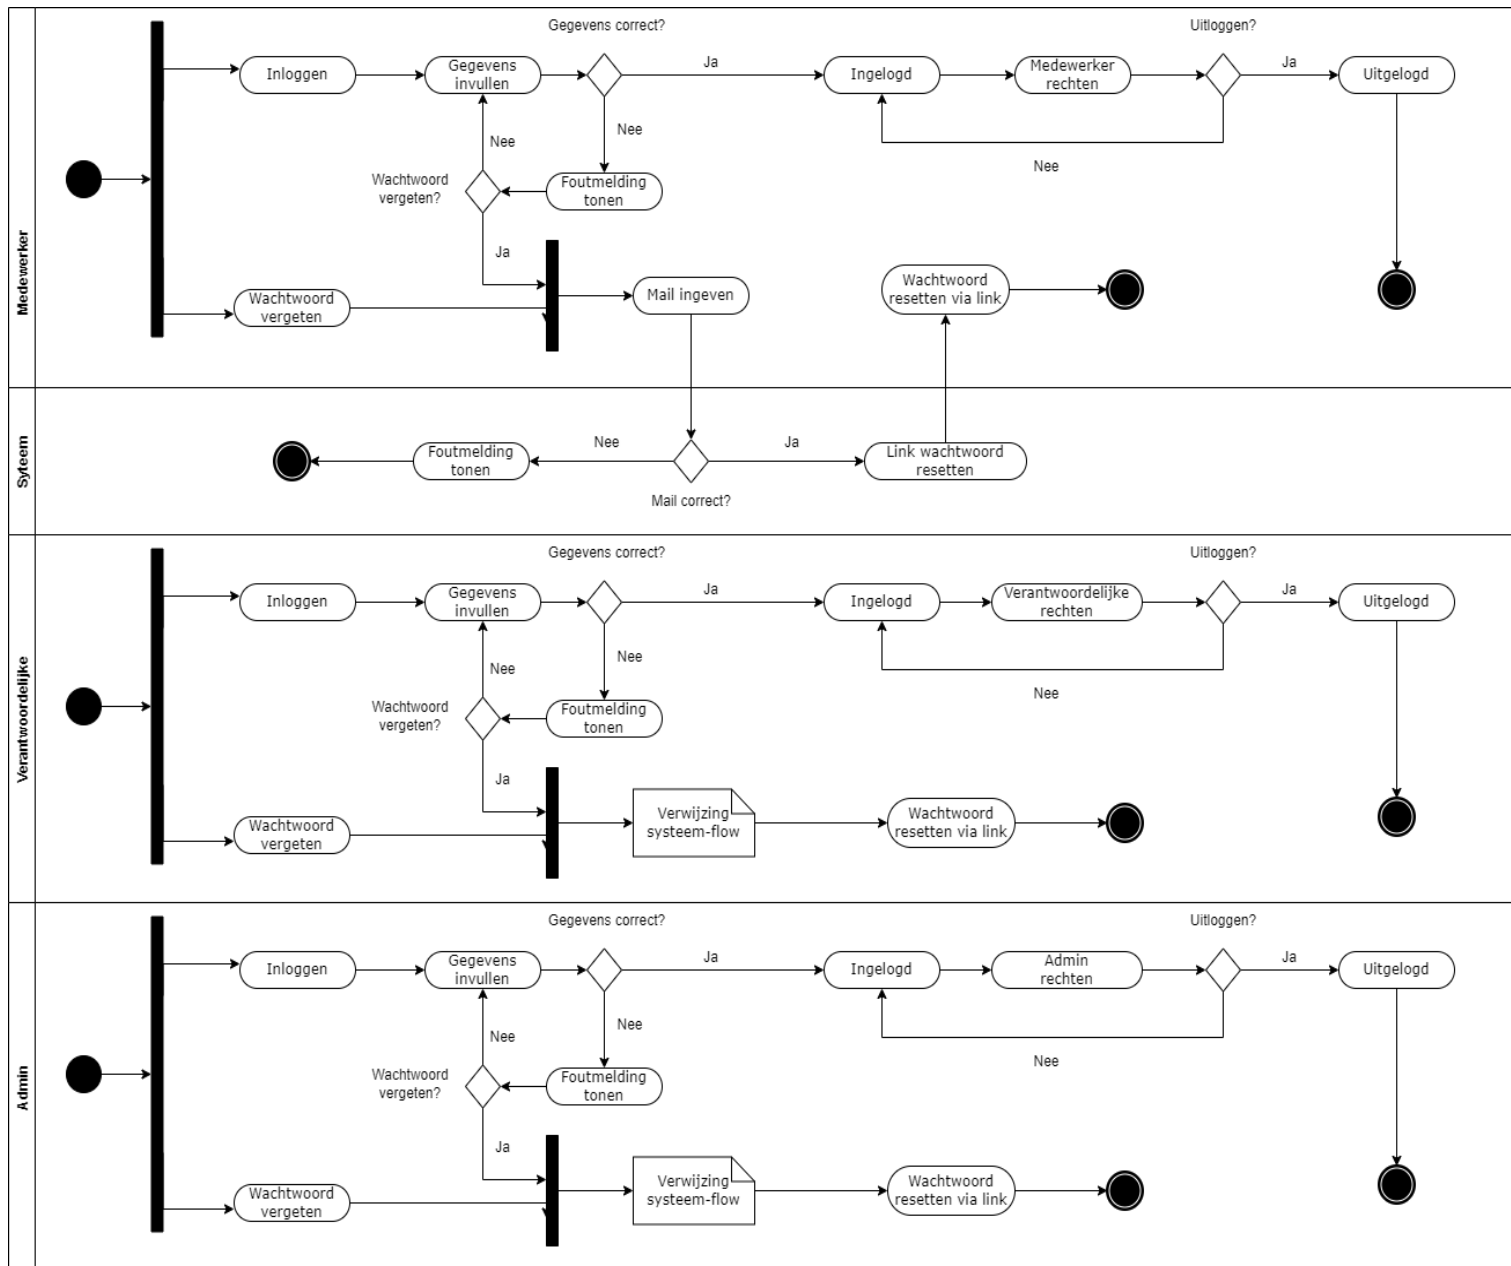 Medewerker
Gegevens correct?
Uitloggen?
Inloggen
Gegevens
invullen
Ja
Ingelogd
Medewerker
rechten
Ja
Uitgelogd
Nee
Nee
Nee
Wachtwoord
vergeten?
Foutmelding
tonen
Ja
Wachtwoord
vergeten
Mail ingeven
Wachtwoord
resetten via link
Syteem
Foutmelding
tonen
Nee
Ja
Link wachtwoord
resetten
Mail correct?
Verantwoordelijke
Gegevens correct?
Uitloggen?
Inloggen
Gegevens
invullen
Ja
Ingelogd
Verantwoordelijke
rechten
Ja
Uitgelogd
Nee
Nee
Nee
Wachtwoord
vergeten?
Foutmelding
tonen
Ja
Wachtwoord
vergeten
Verwijzing
systeem-flow
Wachtwoord
resetten via link
Admin
Gegevens correct?
Uitloggen?
Inloggen
Gegevens
invullen
Ja
Ingelogd
Admin
rechten
Ja
Uitgelogd
Nee
Nee
Nee
Wachtwoord
vergeten?
Foutmelding
tonen
Ja
Wachtwoord
vergeten
Verwijzing
systeem-flow
Wachtwoord
resetten via link